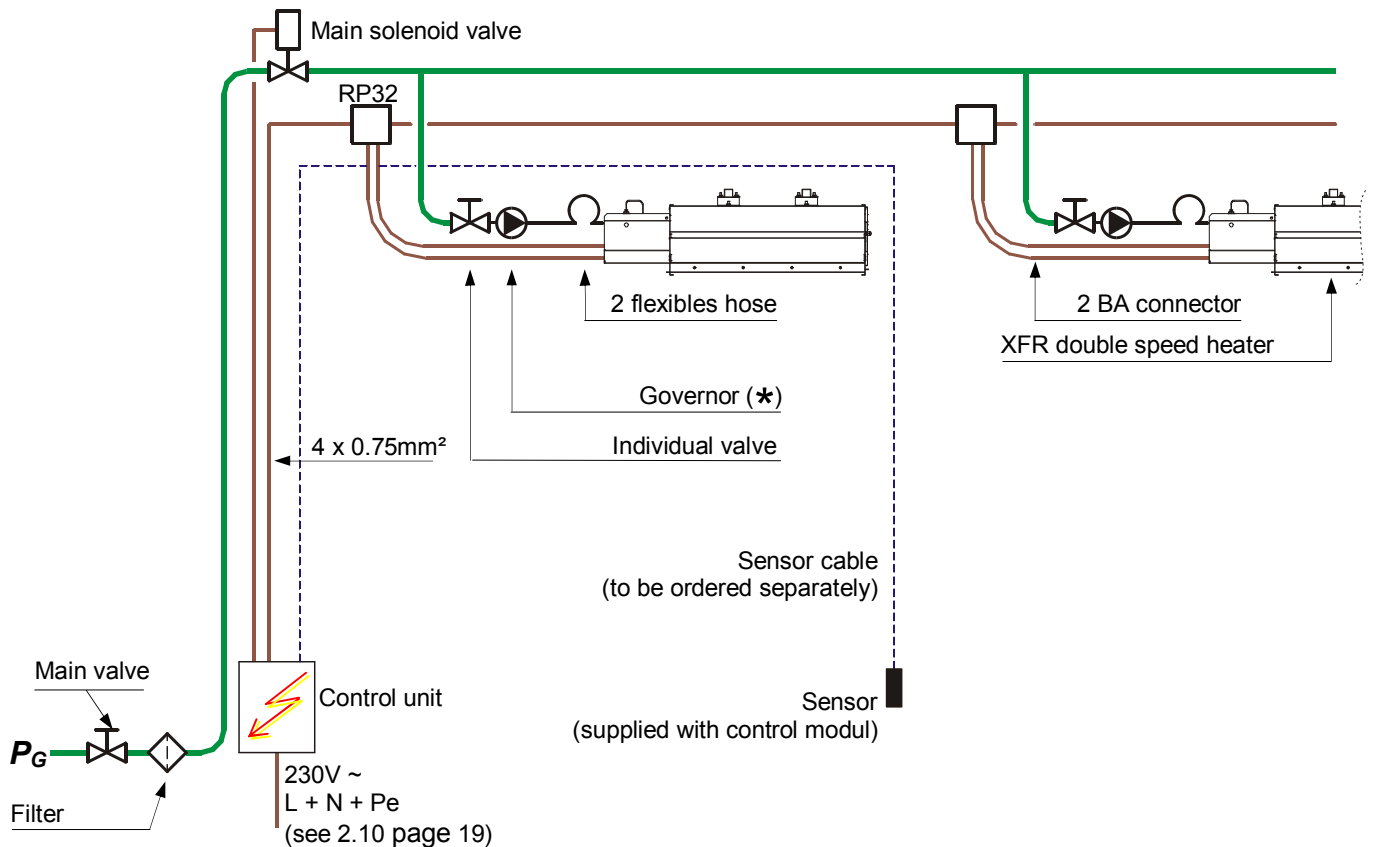 Main solenoid valve
RP32
2 flexibles hose
2 BA connector
XFR double speed heater
Governor (*)
4 x 0.75mm²
Individual valve
Sensor cable
(to be ordered separately)
Main valve
Control unit
Sensor
(supplied with control modul)
PG
230V ~
L + N + Pe
(see 2.10 page 19)
Filter